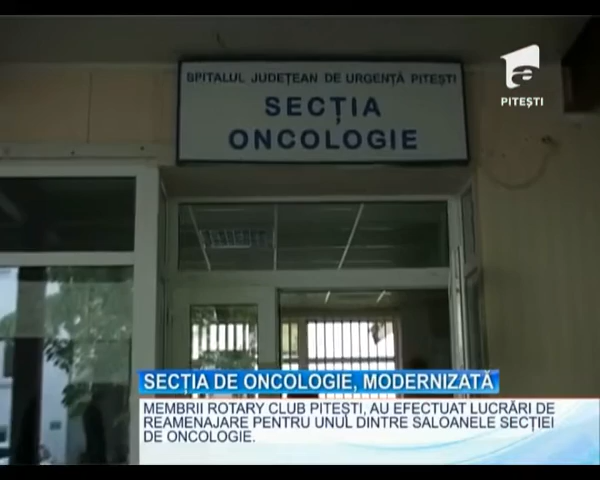 SPITALUL JUDEȚEAN DE URGENȚĂ PITEȘTI
SECȚIA
ONCOLOGIE
PITEȘTI
SECȚIA DE ONCOLOGIE, MODERNIZATĂ
MEMBRII ROTARY CLUB PITEȘTI, AU EFECTUAT LUCRĂRI DE
REAMENAJARE PENTRU UNUL DINTRE SALOANELE SECȚIEI
DE ONCOLOGIE.